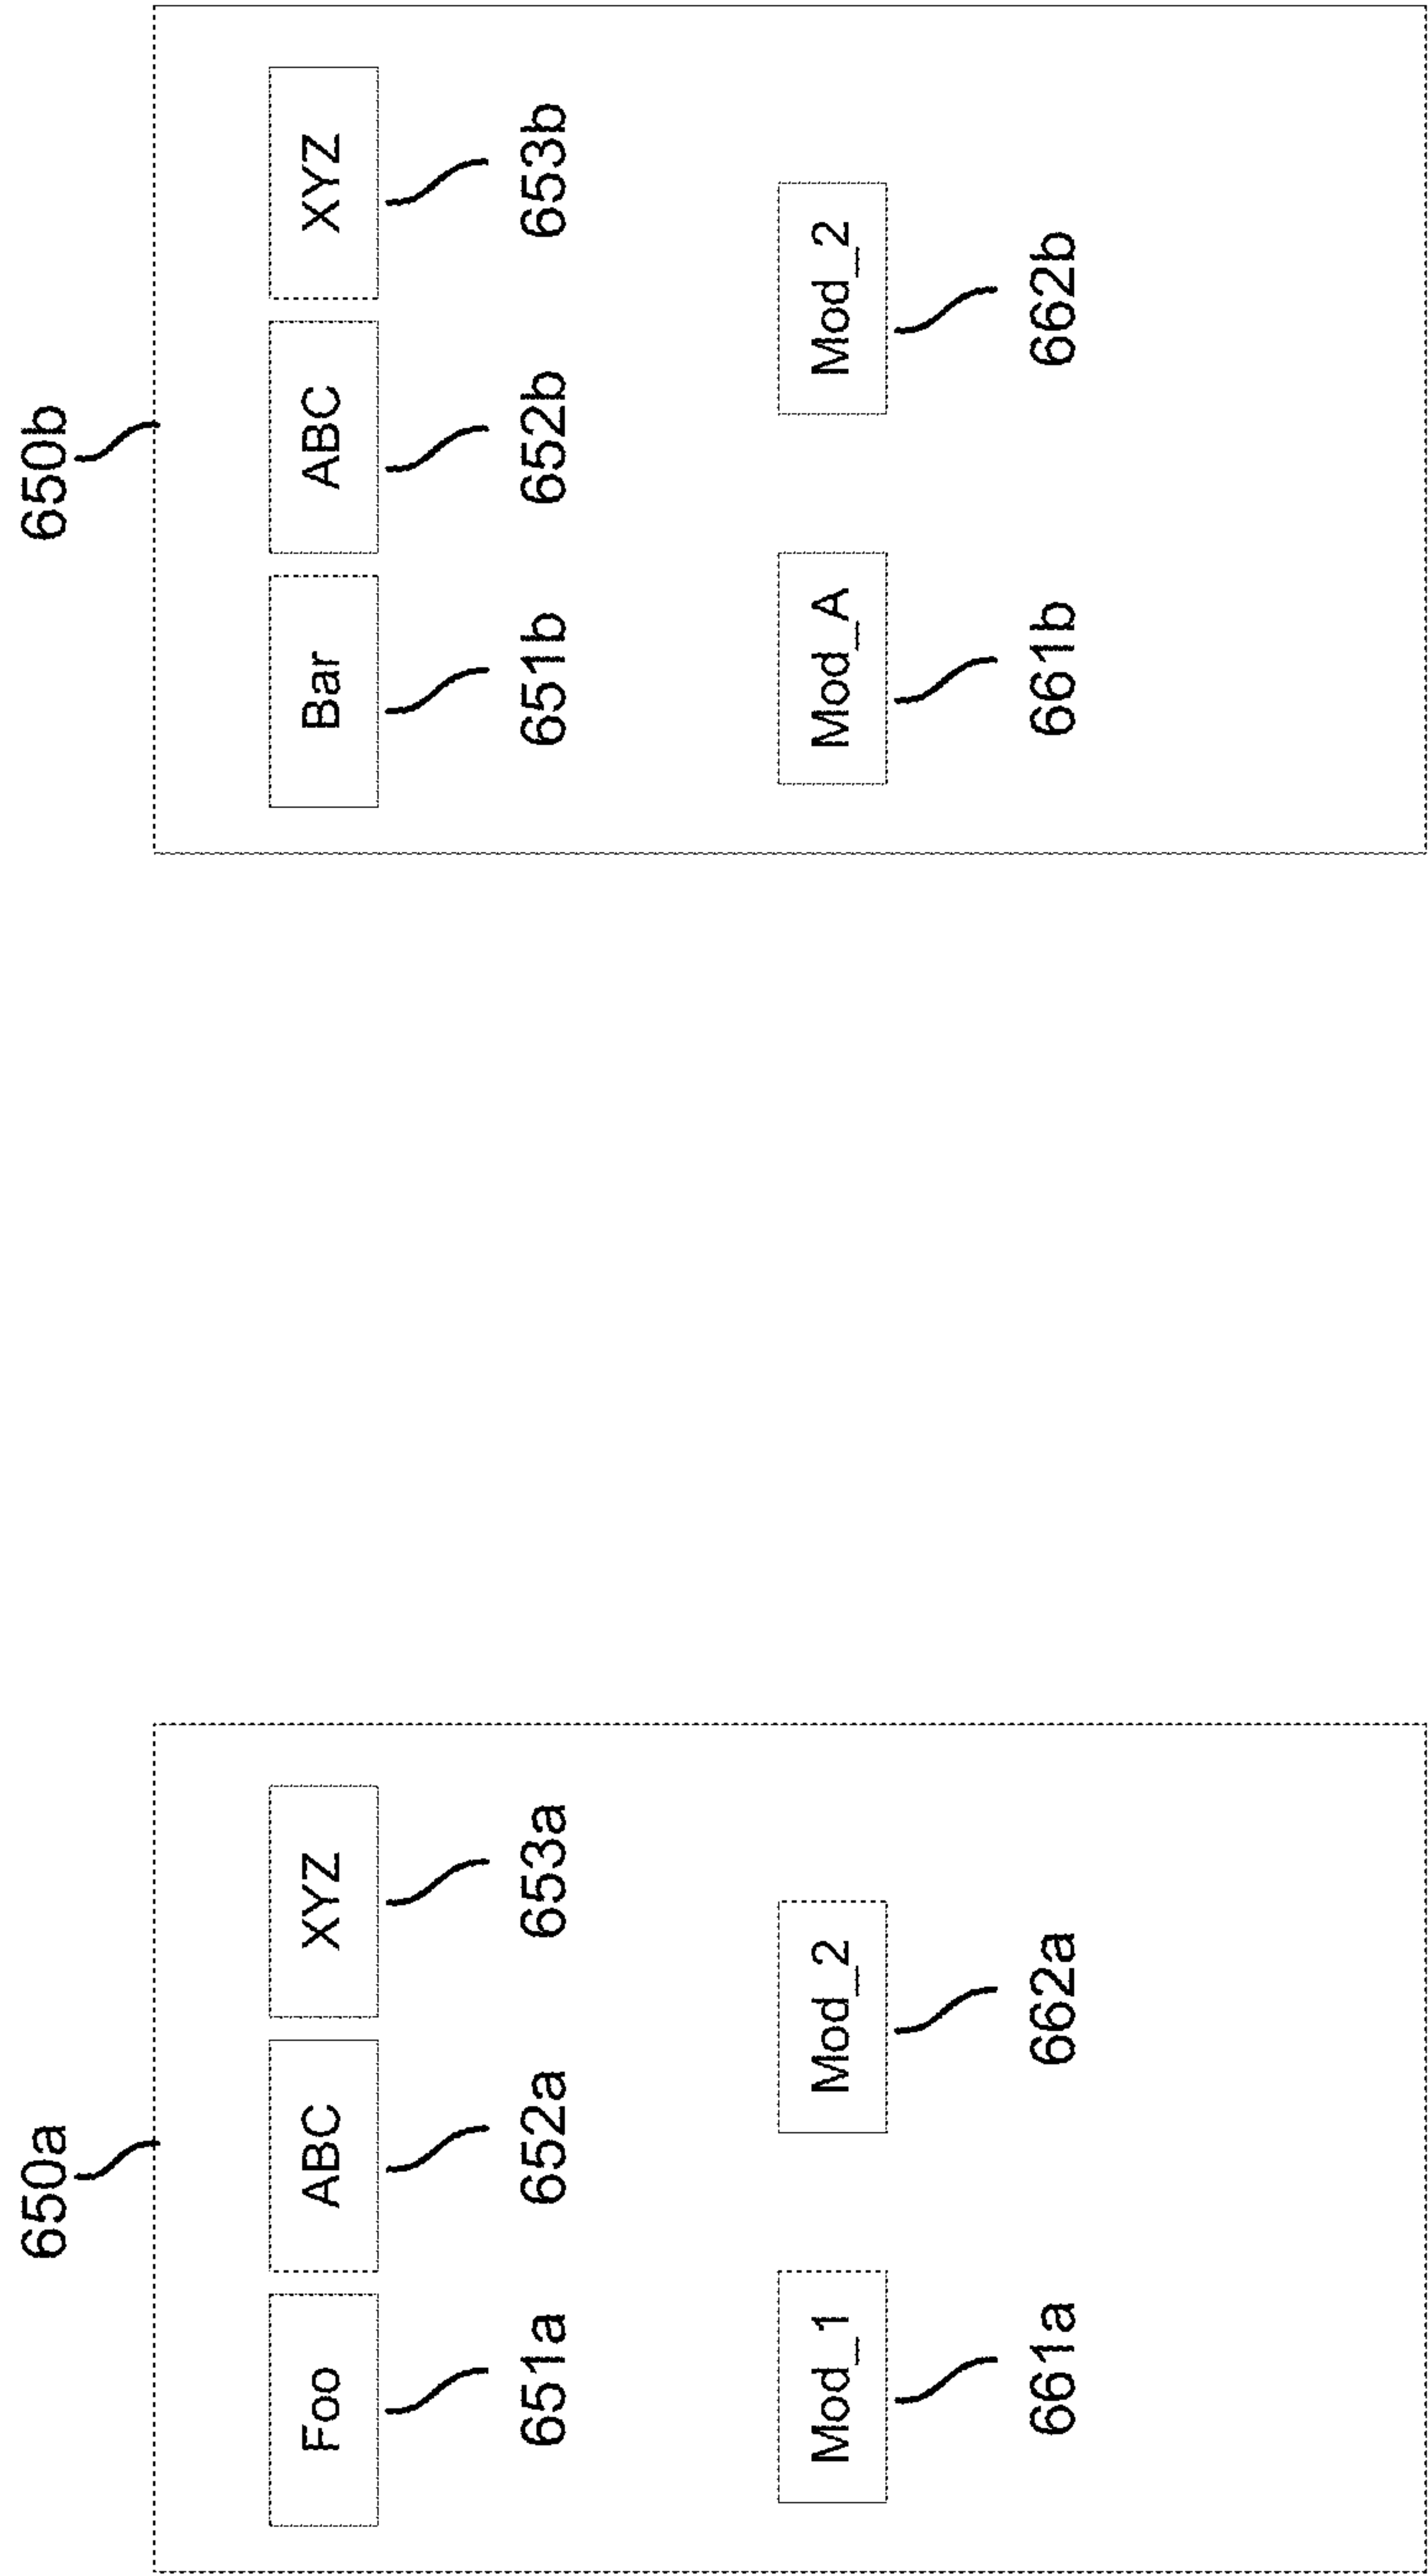 650a
Foo ABC XYZ
651a 652a 653a
Mod_1 Mod_2
661a 662a
650b
Bar ABC XYZ
651b 652b 653b
Mod_A Mod_2
661b 662b